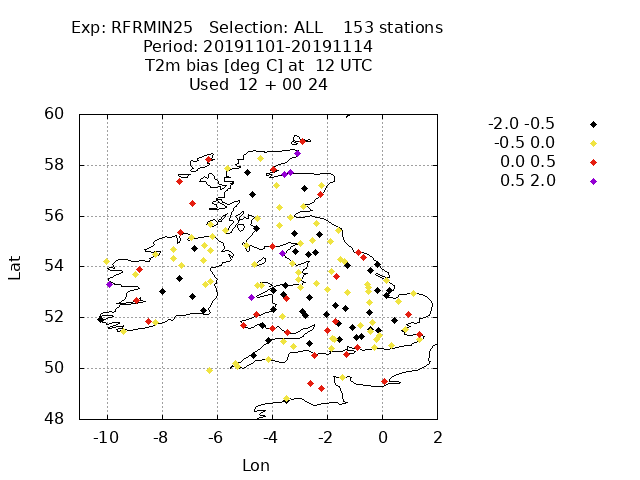 Exp: RFRMIN25 Selection: ALL 153 stations
Period: 20191101-20191114
T2m bias [deg C] at 12 UTC
Used 12 + 00 24
-2.0 -0.5
-0.5 0.0
0.0 0.5
0.5 2.0
Lat
60
58
56
54
52
50
48
-10 -8 -6 -4 -2 0 2
Lon